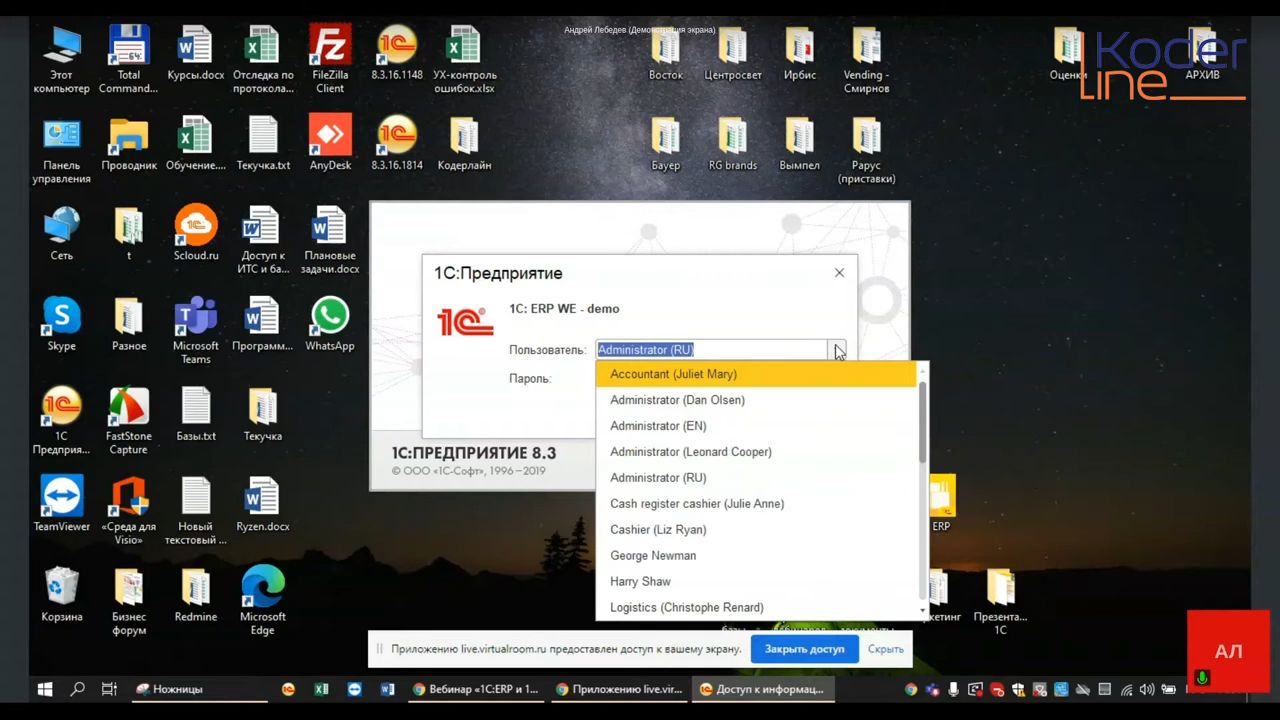 Андрей Лебедев (Демонстрация экрана)
Koder
Line
Этот
компьютер
Total
Command...
Курсы.docx
Отследка по
протокола...
FileZilla
Client
8.3.16.1148
УХ-контроль
ошибок.xlsx
Восток
Центросвет
Ирбис
Vending -
Смирнов
Оценки
АРХИВ
Панель
управления
Проводник
Обучение....
Текучка.txt
AnyDesk
8.3.16.1814
Кодерлайн
Бауер
RG brands
Вымпел
Рарус
(приставки)
Сеть
t
Scloud.ru
Доступ к
ИТС и ба...
Плановые
задачи.docx
Skype
Разное
Microsoft
Teams
Программ...
WhatsApp
1С
Предприя...
FastStone
Capture
Базы.txt
Текучка
TeamViewer
«Среда для
Visio»
Новый
текстовый ...
Ryzen.docx
Корзина
Бизнес
форум
Redmine
Microsoft
Edge
1С:Предприятие
1С: ERP WE - demo
Пользователь:
Administrator (RU)
Пароль:
Accountant (Juliet Mary)
Administrator (Dan Olsen)
Administrator (EN)
Administrator (Leonard Cooper)
Administrator (RU)
Cash register cashier (Julie Anne)
Cashier (Liz Ryan)
George Newman
Harry Shaw
Logistics (Christophe Renard)
1С:ПРЕДПРИЯТИЕ 8.3
© ООО «1С-Софт», 1996–2019
ERP
Презента...
1С
Приложению live.virtualroom.ru предоставлен доступ к вашему экрану.
Закрыть доступ
Скрыть
АЛ
Ножницы
Вебинар «1С:ERP и 1...
Приложению live.vir...
Доступ к информац...